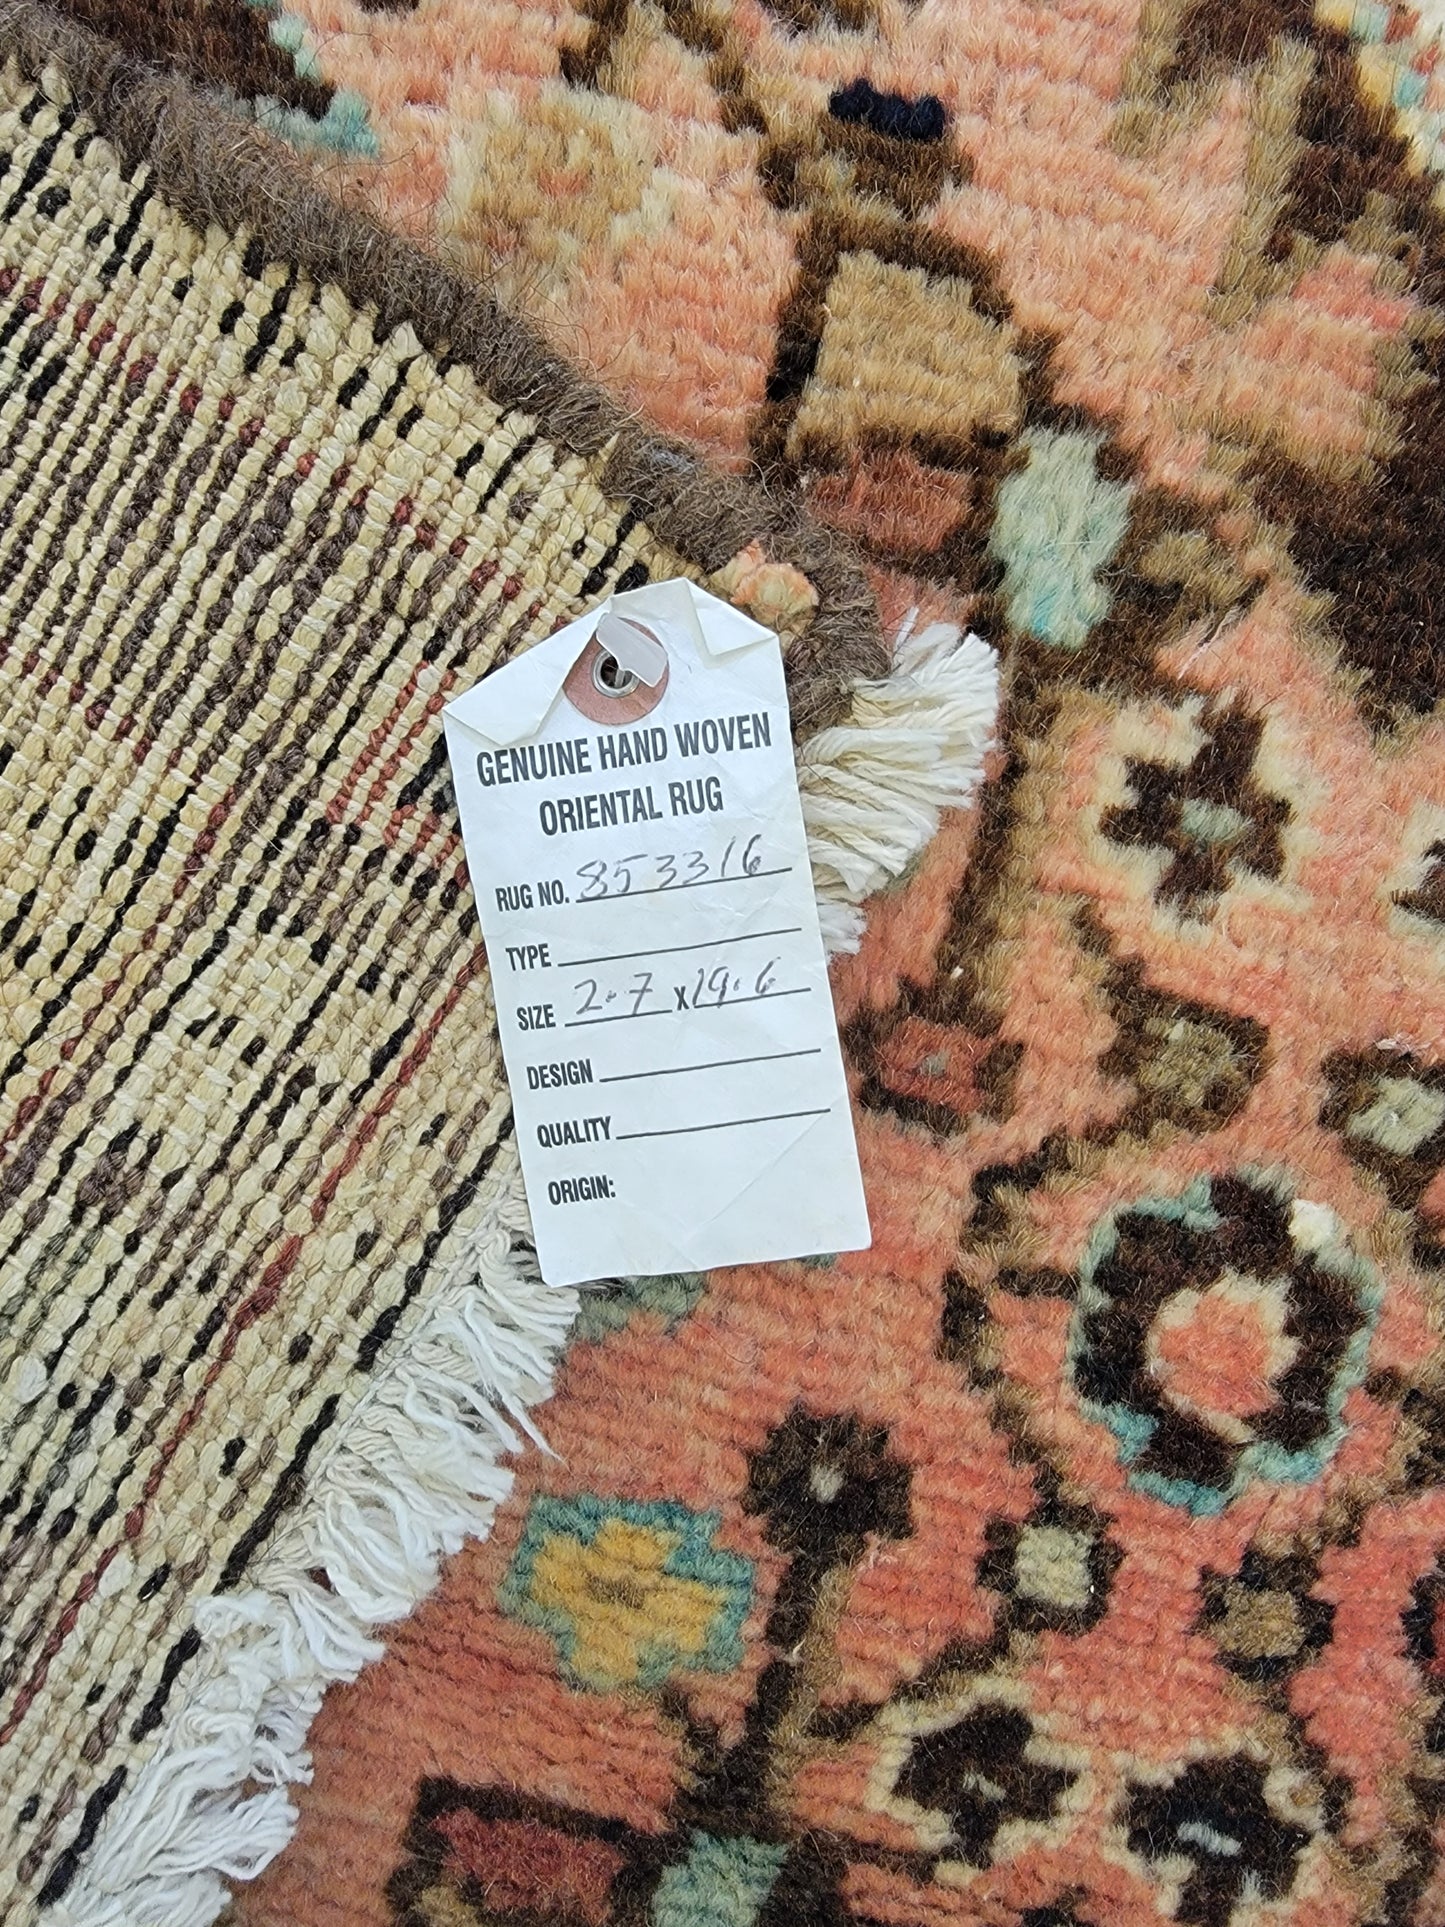 GENUINE HAND WOVEN
ORIENTAL RUG
RUG NO. 853316
TYPE
SIZE 2.7 X 19.6
DESIGN
QUALITY
ORIGIN: